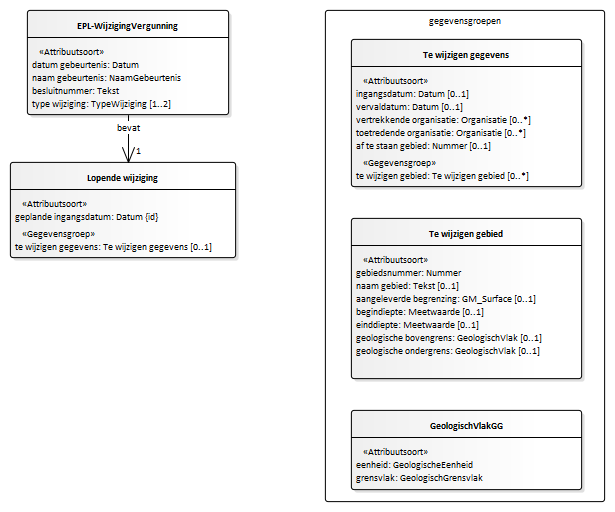 EPL-WijzigingVergunning
«Attribuutsoort»
datum gebeurtenis: Datum
naam gebeurtenis: NaamGebeurtenis
besluitnummer: Tekst
type wijziging: TypeWijziging [1..2]
bevat
1
Lopende wijziging
«Attribuutsoort»
geplande ingangsdatum: Datum {id}
«Gegevensgroep»
te wijzigen gegevens: Te wijzigen gegevens [0..1]
gegevensgroepen
Te wijzigen gegevens
«Attribuutsoort»
ingangsdatum: Datum [0..1]
vervaldatum: Datum [0..1]
vertrekkende organisatie: Organisatie [0..*]
toetredende organisatie: Organisatie [0..*]
af te staan gebied: Nummer [0..1]
«Gegevensgroep»
te wijzigen gebied: Te wijzigen gebied [0..*]
Te wijzigen gebied
«Attribuutsoort»
gebiedsnummer: Nummer
naam gebied: Tekst [0..1]
aangeleverde begrenzing: GM_Surface [0..1]
begindiepte: Meetwaarde [0..1]
einddiepte: Meetwaarde [0..1]
geologische bovengrens: GeologischVlak [0..1]
geologische ondergrens: GeologischVlak [0..1]
GeologischVlakGG
«Attribuutsoort»
eenheid: GeologischeEenheid
grensvlak: GeologischGrensvlak